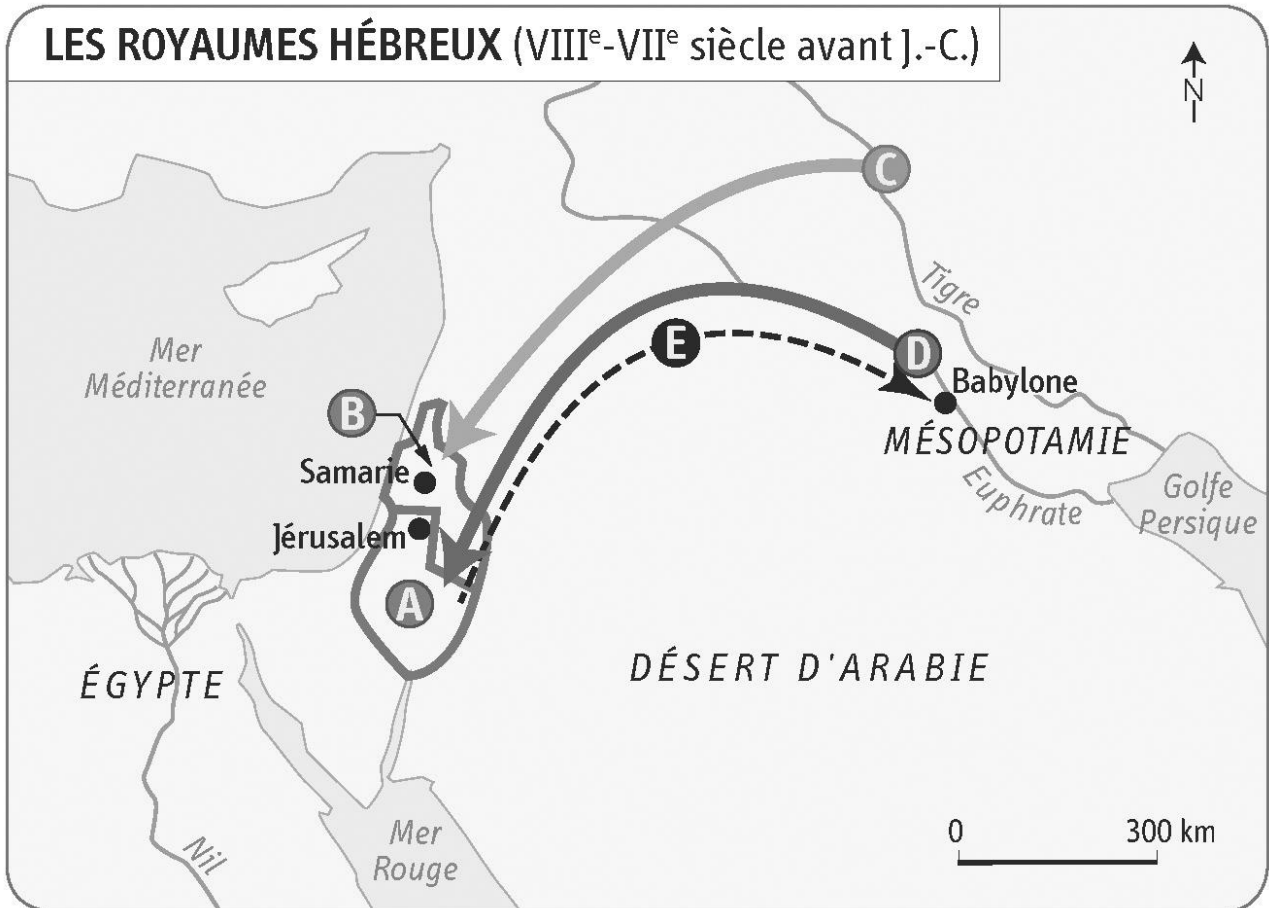 LES ROYAUMES HÉBREUX (VIIIe-VIIe siècle avant J.-C.)
N
C
Tigre
Mer
Méditerranée
E
D
Babylone
B
MÉSOPOTAMIE
Samarie
Euphrate
Golfe
Persique
Jérusalem
A
ÉGYPTE
DÉSERT D'ARABIE
Nil
Mer
Rouge
0 300 km